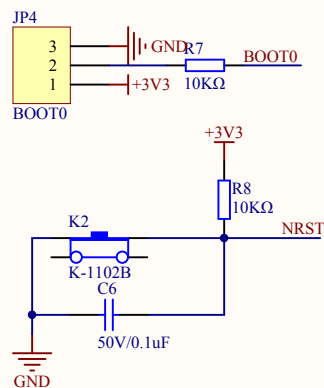 JP4
3
GND
R7
2
BOOT0
1
+3V3
10KΩ
BOOT0
+3V3
R8
10KΩ
K2
NRST
K-1102B
C6
50V/0.1uF
GND